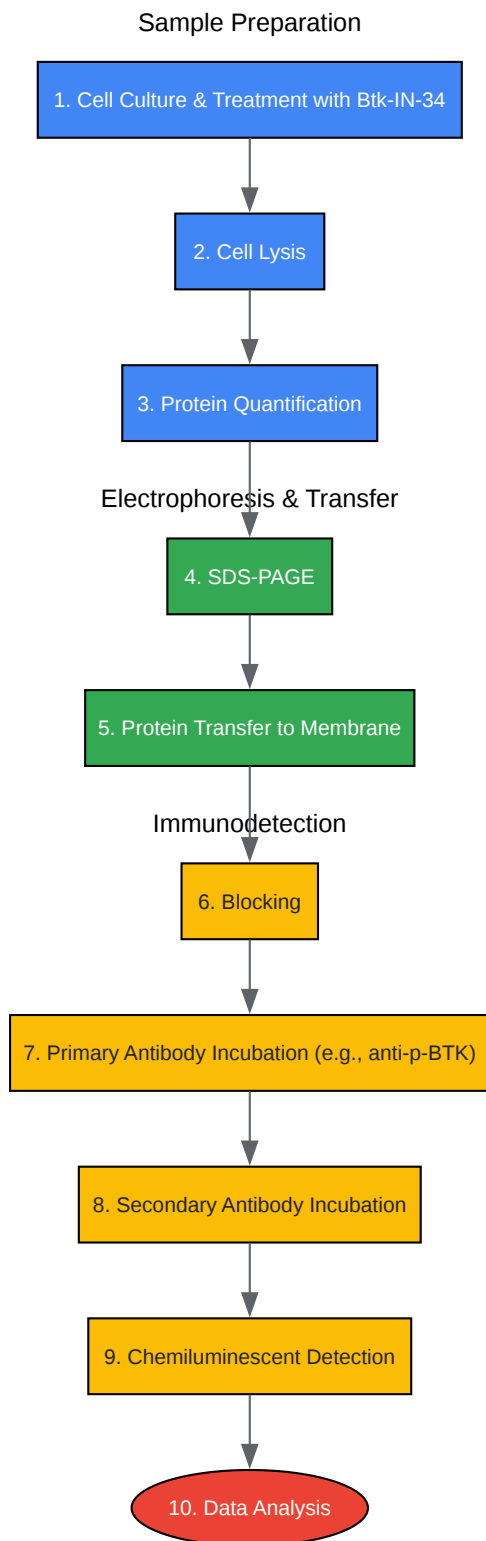 Sample Preparation
1. Cell Culture & Treatment with Btk-IN-34
2. Cell Lysis
3. Protein Quantification
Electrophoresis & Transfer
4. SDS-PAGE
5. Protein Transfer to Membrane
Immunodetection
6. Blocking
7. Primary Antibody Incubation (e.g., anti-p-BTK)
8. Secondary Antibody Incubation
9. Chemiluminescent Detection
10. Data Analysis